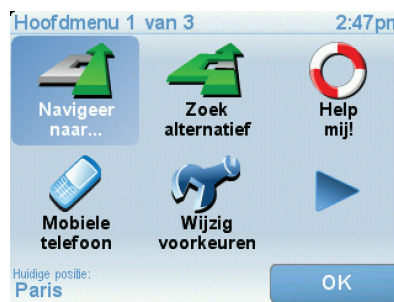 Hoofdmenu 1 van 3 2:47pm
Navigeer
naar...
Zoek
alternatief
Help
mij!
Mobiele
telefoon
Wijzig
voorkeuren
Huidige positie:
Paris
OK